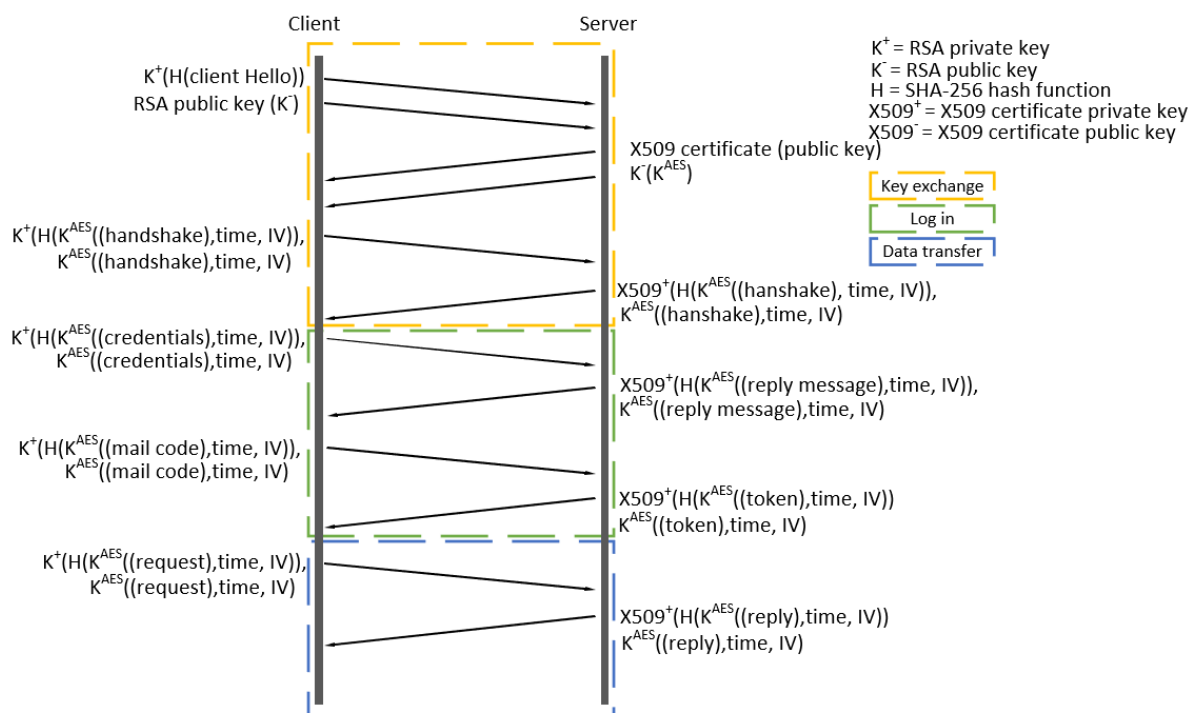 Client
Server
K⁺(H(client Hello))
RSA public key (K⁻)
X509 certificate (public key)
K⁻(Kᴬᴱˢ)
K⁺(H(Kᴬᴱˢ((handshake),time, IV)),
Kᴬᴱˢ((handshake),time, IV)
X509⁺(H(Kᴬᴱˢ((hanshake), time, IV)),
Kᴬᴱˢ((hanshake),time, IV)
K⁺(H(Kᴬᴱˢ((credentials),time, IV)),
Kᴬᴱˢ((credentials),time, IV)
X509⁺(H(Kᴬᴱˢ((reply message),time, IV)),
Kᴬᴱˢ((reply message),time, IV)
K⁺(H(Kᴬᴱˢ((mail code),time, IV)),
Kᴬᴱˢ((mail code),time, IV)
X509⁺(H(Kᴬᴱˢ((token),time, IV))
Kᴬᴱˢ((token),time, IV)
K⁺(H(Kᴬᴱˢ((request),time, IV)),
Kᴬᴱˢ((request),time, IV)
X509⁺(H(Kᴬᴱˢ((reply),time, IV))
Kᴬᴱˢ((reply),time, IV)
K⁺ = RSA private key
K⁻ = RSA public key
H = SHA-256 hash function
X509⁺ = X509 certificate private key
X509⁻ = X509 certificate public key
Key exchange
Log in
Data transfer